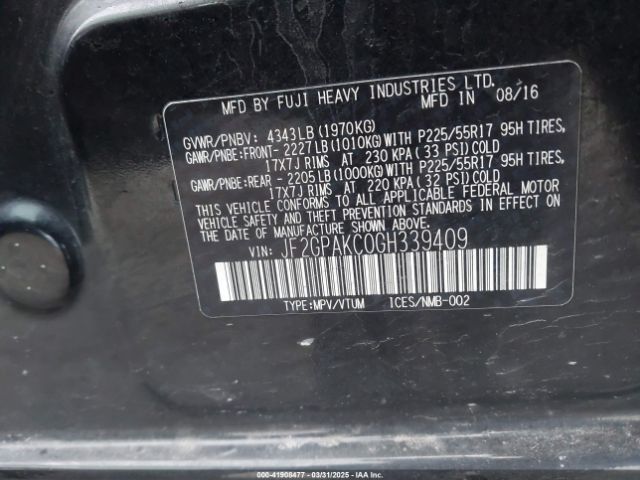 MFD BY FUJI HEAVY INDUSTRIES LTD.
MFD IN 08/16
GVWR/PNBV: 4343LB(1970KG)
GAWR/PNBE:FRONT- 2227LB(1010KG)WITH P225/55R17 95H TIRES,
17X7J RIMS AT 230 KPA(33 PSI)COLD
GAWR/PNBE:REAR - 2205LB(1000KG)WITH P225/55R17 95H TIRES,
17X7J RIMS AT 220 KPA(32 PSI)COLD
THIS VEHICLE CONFORMS TO ALL APPLICABLE FEDERAL MOTOR
VEHICLE SAFETY AND THEFT PREVENTION STANDARDS IN EFFECT ON
THE DATE OF MANUFACTURE SHOWN ABOVE.
VIN: JF2GPAKC0GH339409
TYPE:MPV/VTUM ICES/NMB-002
000-41908477 - 03/31/2025 - IAAI